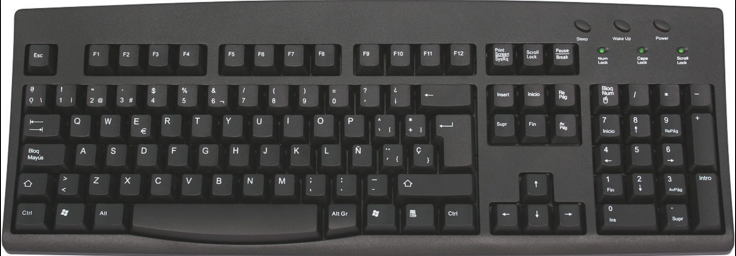 Sleep Wake Up Power
Esc F1 F2 F3 F4 F5 F6 F7 F8 F9 F10 F11 F12 Print Screen SysRq Scroll Lock Pause Break Num Lock Caps Lock Scroll Lock
1 2 @ 3 # 4 5 6 7 8 9 0 Insert Inicio Re Pág Bloq Num / * -
Q W E € R T Y U I O P Supr Fin Av Pág 7 Inicio 8 ↑ 9 RePág +
Bloq Mayús A S D F G H J K L Ñ { Ç 4 ← 5 6 →
> < Z X C V B N M ; , : . _ - ↑ 1 Fin 2 ↓ 3 AvPág Intro
Ctrl Alt Alt Gr Ctrl ← ↓ → 0 Ins . Supr